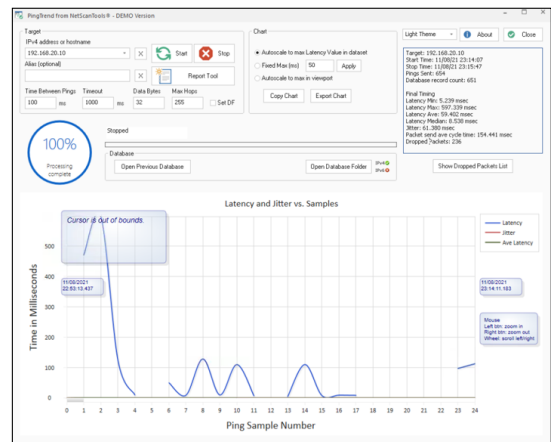 PingTrend from NetScanTools® - DEMO Version
Target
IPv4 address or hostname
192.168.20.10
Start
Stop
Alias (optional)
Report Tool
Time Between Pings
Timeout
Data Bytes
Max Hops
100 ms
1000 ms
32
255
Set DF
Chart
Autoscale to max Latency Value in dataset
Fixed Max (ms)
50
Apply
Autoscale to max in viewport
Copy Chart
Export Chart
Light Theme
About
Close
Target: 192.168.20.10
Start Time: 11/08/21 23:14:07
Stop Time: 11/08/21 23:15:47
Pings Sent: 654
Database record count: 651
Final Timing
Latency Min: 5.239 msec
Latency Max: 597.339 msec
Latency Ave: 59.402 msec
Latency Median: 8.538 msec
Jitter: 61.380 msec
Packet send ave cycle time: 154.441 msec
Dropped Packets: 236
100%
Processing
complete
Stopped
Database
Open Previous Database
Open Database Folder
IPv4
IPv6
Show Dropped Packets List
Latency and Jitter vs. Samples
Cursor is out of bounds.
Latency
Jitter
Ave Latency
11/08/2021
22:53:13.437
11/08/2021
23:14:11.183
Mouse
Left btn: zoom in
Right btn: zoom out
Wheel: scroll left/right
Time in Milliseconds
500
400
300
200
100
0
0 1 2 3 4 5 6 7 8 9 10 11 12 13 14 15 16 17 18 19 20 21 22 23 24
Ping Sample Number